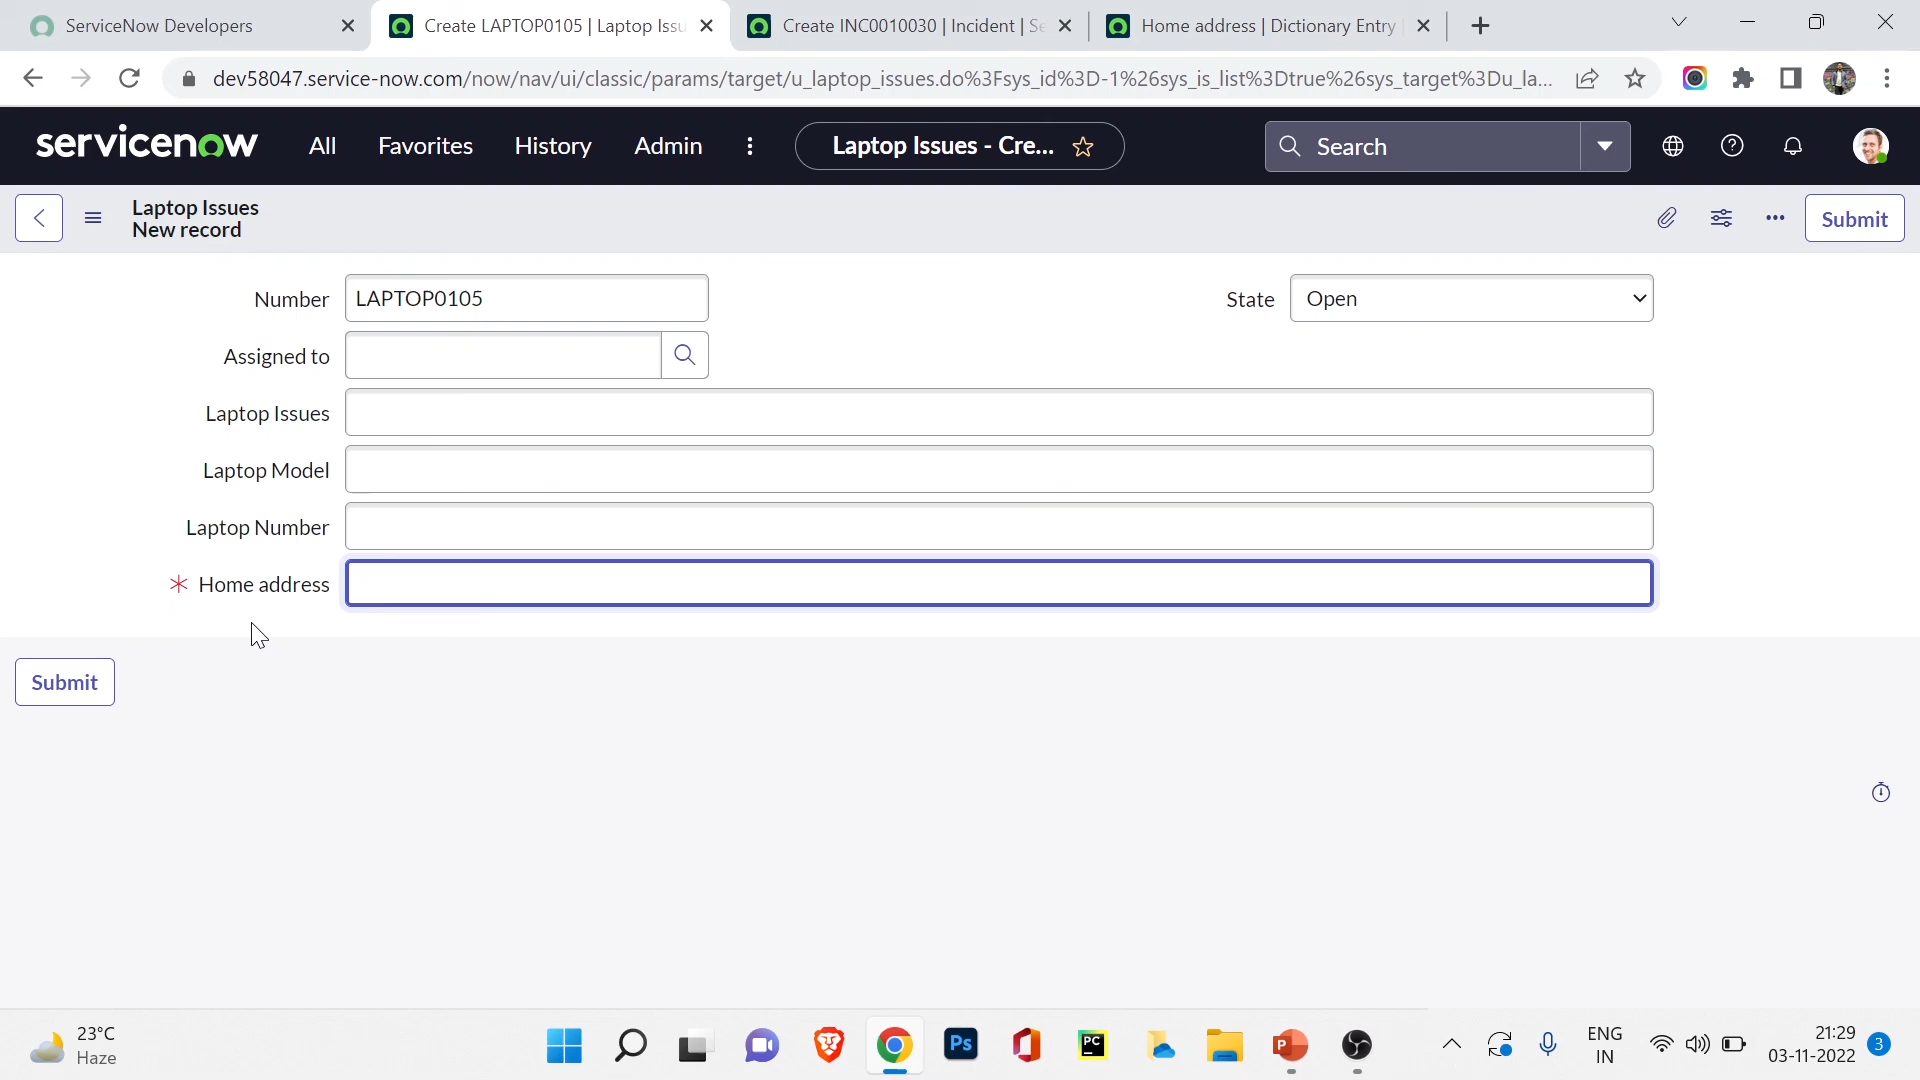 ServiceNow Developers
Create LAPTOP0105 | Laptop Issu
Create INC0010030 | Incident | Se
Home address | Dictionary Entry |
dev58047.service-now.com/now/nav/ui/classic/params/target/u_laptop_issues.do%3Fsys_id%3D-1%26sys_is_list%3Dtrue%26sys_target%3Du_la...
servicenow
All
Favorites
History
Admin
Laptop Issues - Cre...
Search
Laptop Issues
New record
Submit
Number
LAPTOP0105
State
Open
Assigned to
Laptop Issues
Laptop Model
Laptop Number
* Home address
Submit
23°C
Haze
Ps
PC
P
ENG
IN
21:29
03-11-2022
3